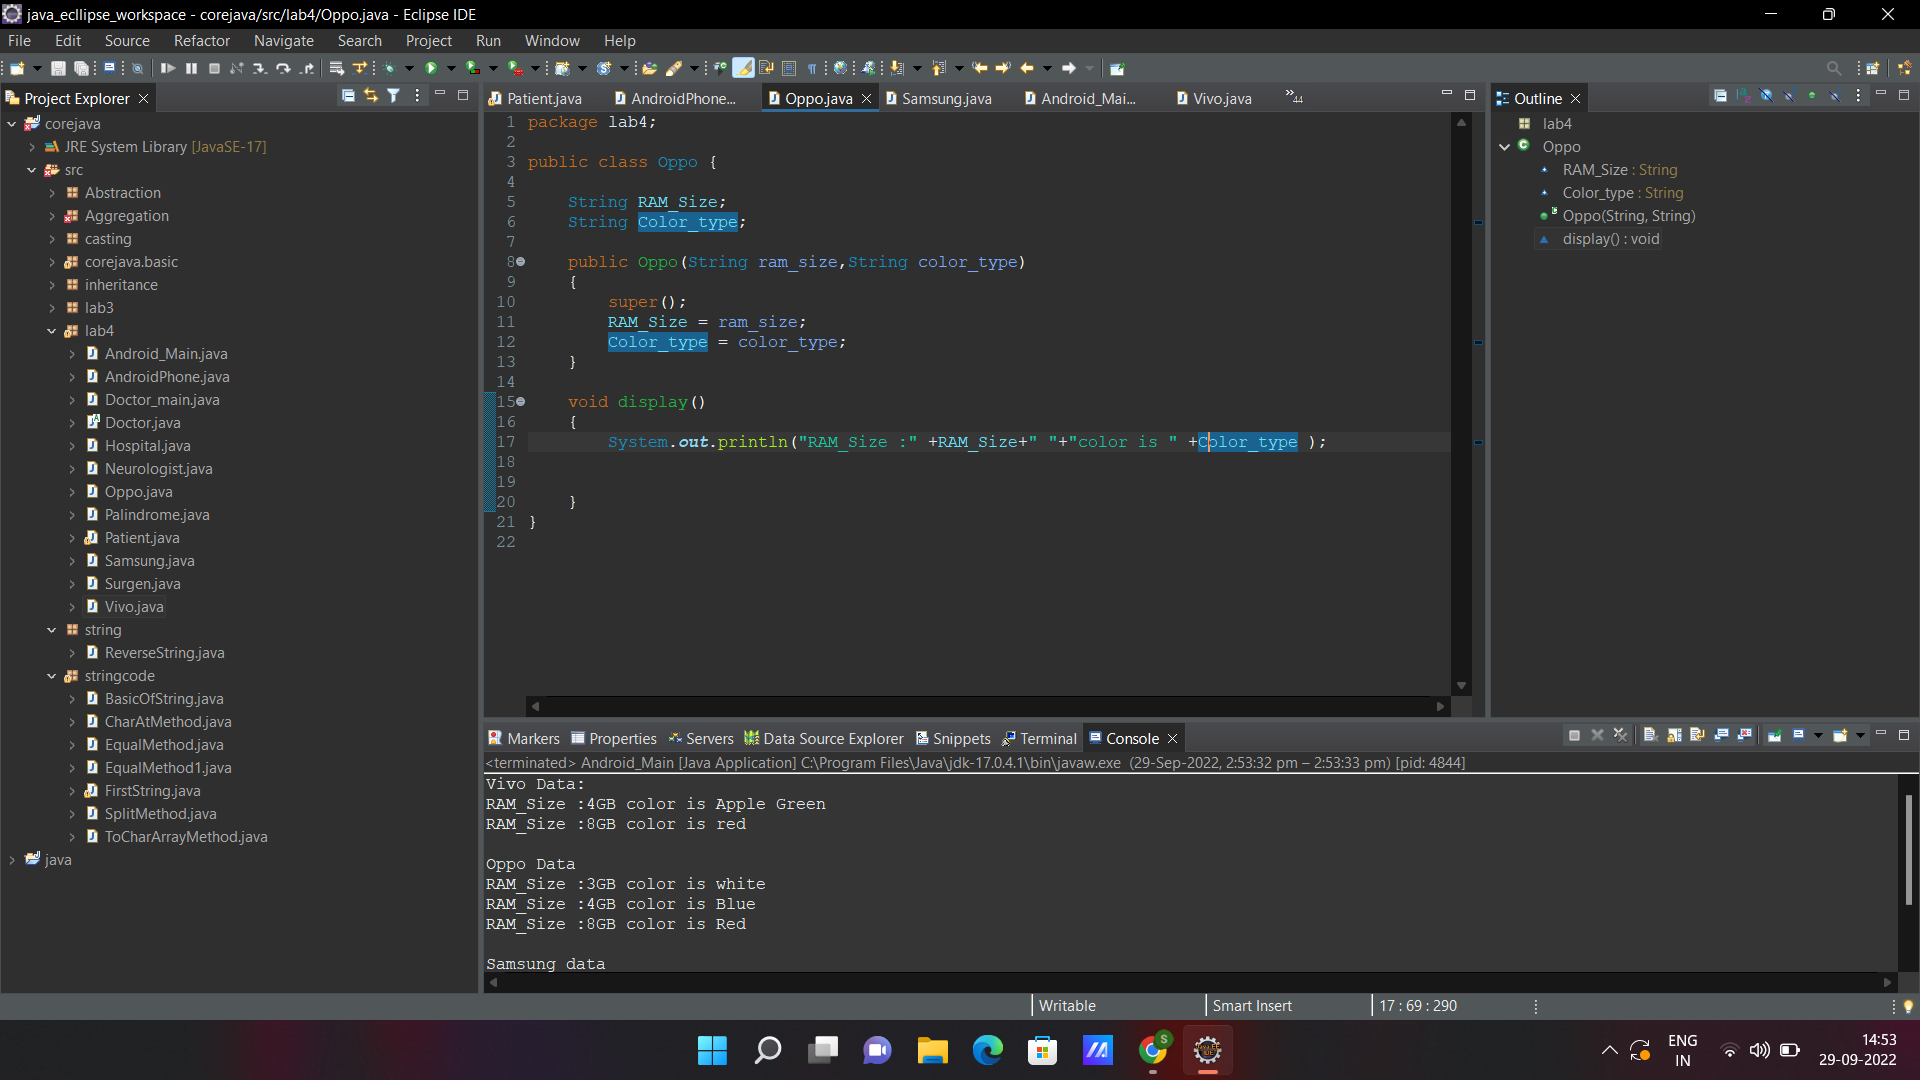 java_ecllipse_workspace - corejava/src/lab4/Oppo.java - Eclipse IDE
File Edit Source Refactor Navigate Search Project Run Window Help
Project Explorer
corejava
JRE System Library [JavaSE-17]
src
Abstraction
Aggregation
casting
corejava.basic
inheritance
lab3
lab4
Android_Main.java
AndroidPhone.java
Doctor_main.java
Doctor.java
Hospital.java
Neurologist.java
Oppo.java
Palindrome.java
Patient.java
Samsung.java
Surgen.java
Vivo.java
string
ReverseString.java
stringcode
BasicOfString.java
CharAtMethod.java
EqualMethod.java
EqualMethod1.java
FirstString.java
SplitMethod.java
ToCharArrayMethod.java
java
Patient.java AndroidPhone... Oppo.java Samsung.java Android_Mai... Vivo.java »44
1 package lab4;
2
3 public class Oppo {
4
5 String RAM_Size;
6 String Color_type;
7
8 public Oppo(String ram_size,String color_type)
9 {
10 super();
11 RAM_Size = ram_size;
12 Color_type = color_type;
13 }
14
15 void display()
16 {
17 System.out.println("RAM_Size :" +RAM_Size+" "+"color is " +Color_type );
18
19
20 }
21 }
22
Outline
lab4
Oppo
RAM_Size : String
Color_type : String
Oppo(String, String)
display() : void
Markers Properties Servers Data Source Explorer Snippets Terminal Console
<terminated> Android_Main [Java Application] C:\Program Files\Java\jdk-17.0.4.1\bin\javaw.exe (29-Sep-2022, 2:53:32 pm – 2:53:33 pm) [pid: 4844]
Vivo Data:
RAM_Size :4GB color is Apple Green
RAM_Size :8GB color is red
Oppo Data
RAM_Size :3GB color is white
RAM_Size :4GB color is Blue
RAM_Size :8GB color is Red
Samsung data
Writable Smart Insert 17 : 69 : 290
S
ENG
IN
14:53
29-09-2022